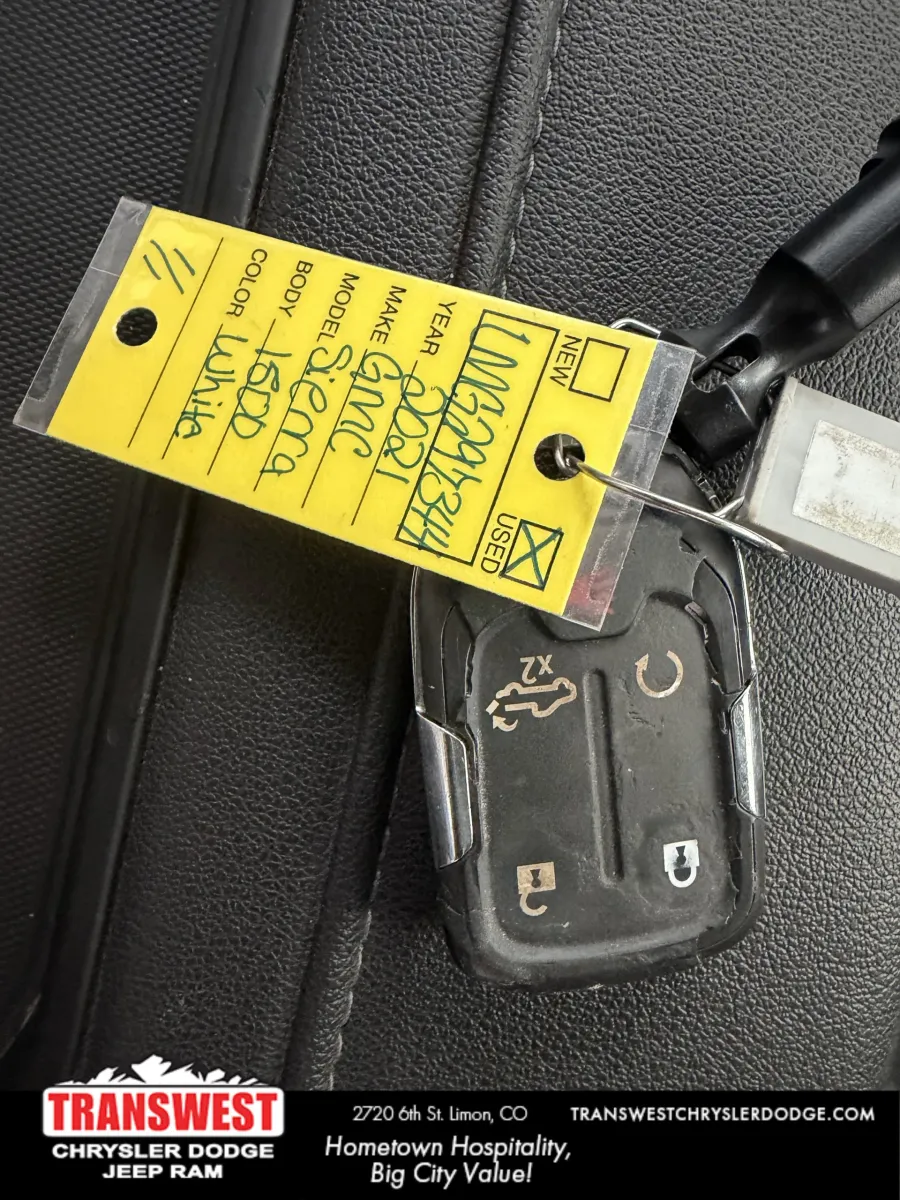 NEW
USED
YEAR 2021
MAKE GMC
MODEL Sierra
BODY 1500
COLOR White
X2
TRANSWEST
CHRYSLER DODGE
JEEP RAM
2720 6th St. Limon, CO
TRANSWESTCHRYSLERDODGE.COM
Hometown Hospitality,
Big City Value!